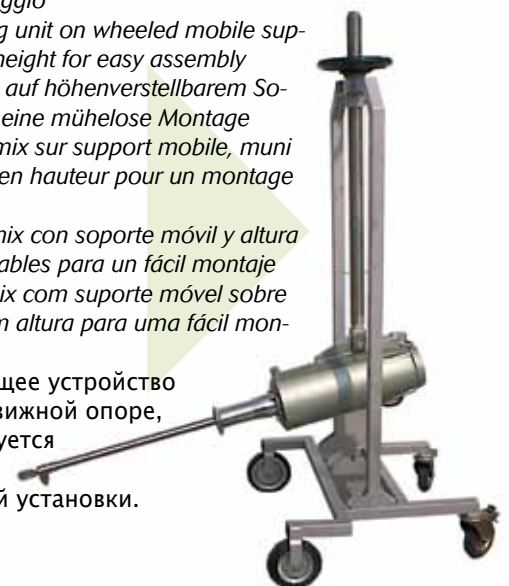 ggio
g unit on wheeled mobile sup-
height for easy assembly
auf höhenverstellbarem So-
eine mühelose Montage
mix sur support mobile, muni
en hauteur pour un montage
mix con soporte móvil y altura
ables para un fácil montaje
ix com suporte móvel sobre
m altura para uma fácil mon-
щее устройство
вижной опоре,
уется
й установки.